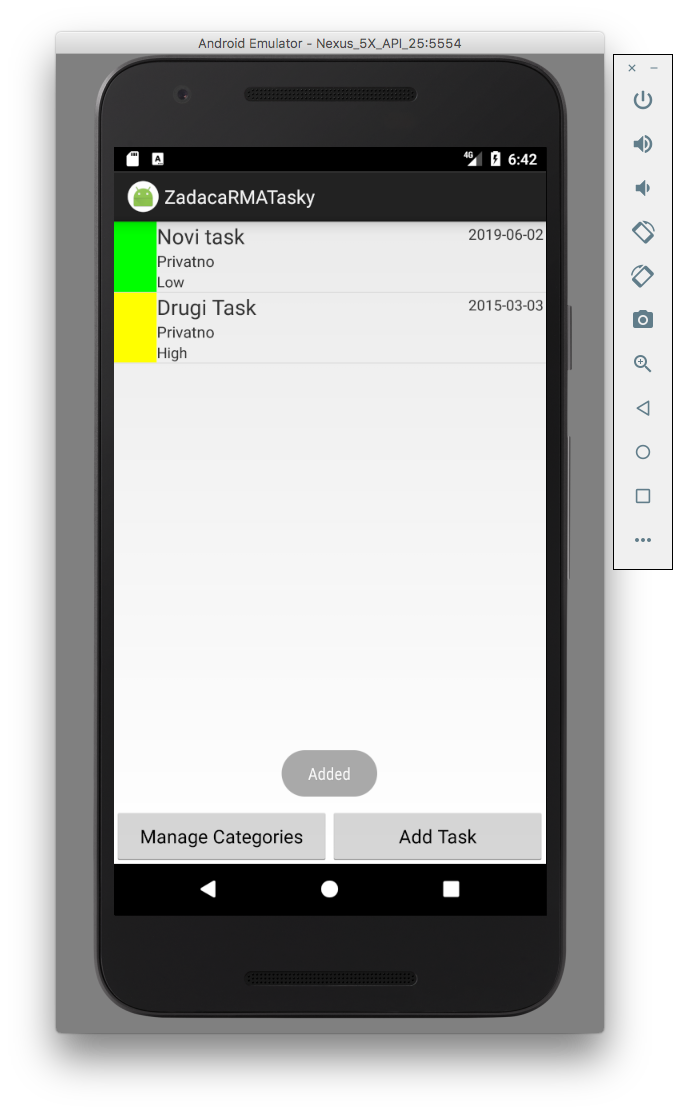 Android Emulator - Nexus_5X_API_25:5554
A
4G
6:42
ZadacaRMATasky
Novi task
2019-06-02
Privatno
Low
Drugi Task
2015-03-03
Privatno
High
Added
Manage Categories
Add Task